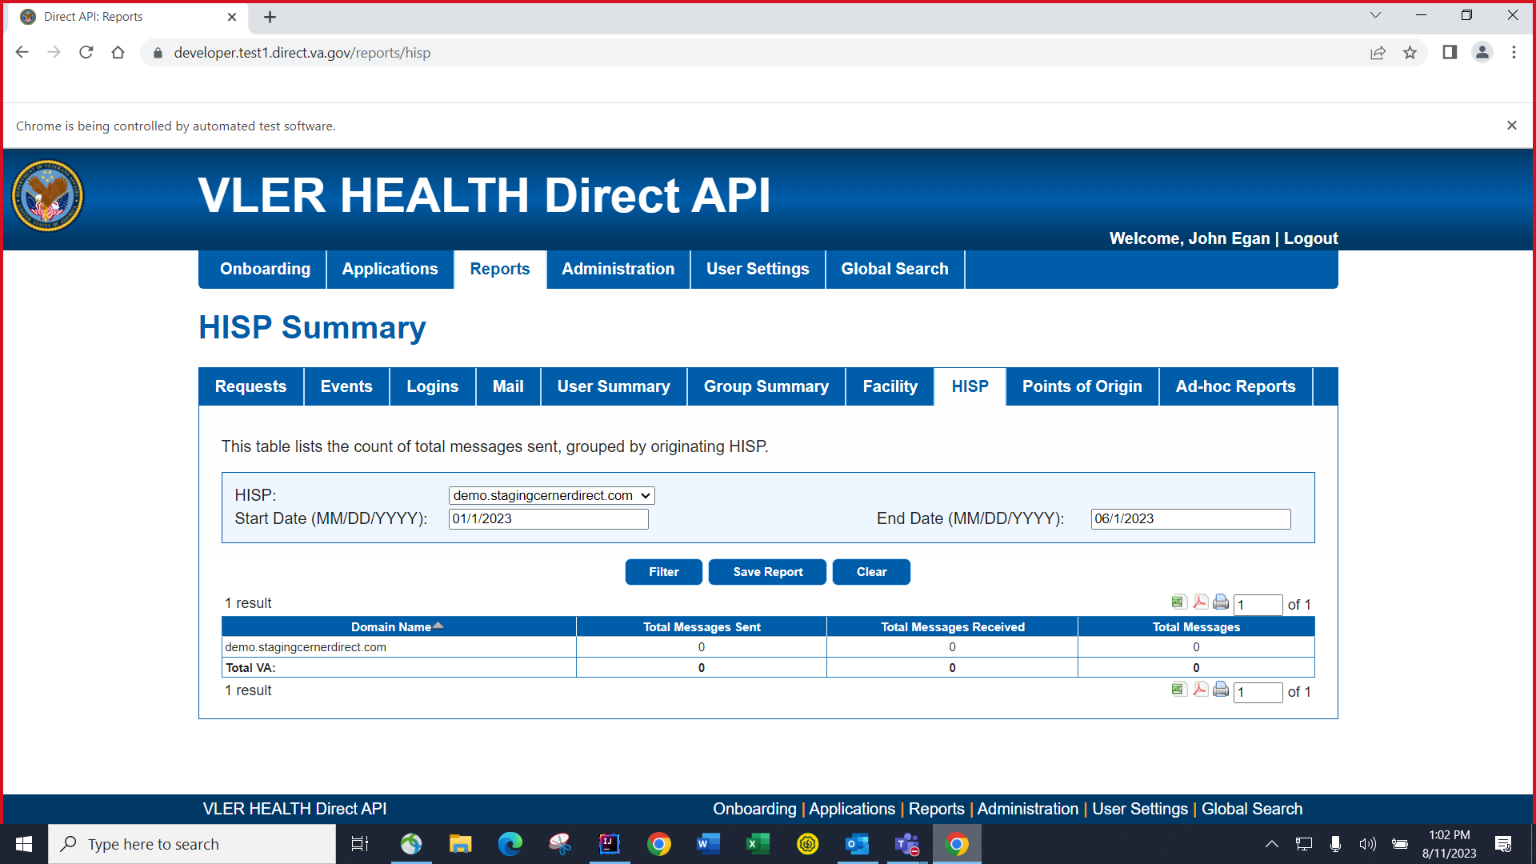 Direct API: Reports
developer.test1.direct.va.gov/reports/hisp
Chrome is being controlled by automated test software.
VLER HEALTH Direct API
Welcome, John Egan | Logout
Onboarding Applications Reports Administration User Settings Global Search
HISP Summary
Requests Events Logins Mail User Summary Group Summary Facility HISP Points of Origin Ad-hoc Reports
This table lists the count of total messages sent, grouped by originating HISP.
HISP: demo.stagingcernerdirect.com
Start Date (MM/DD/YYYY): 01/1/2023 End Date (MM/DD/YYYY): 06/1/2023
Filter Save Report Clear
1 result 1 of 1
Domain Name Total Messages Sent Total Messages Received Total Messages
demo.stagingcernerdirect.com 0 0 0
Total VA: 0 0 0
1 result 1 of 1
VLER HEALTH Direct API Onboarding | Applications | Reports | Administration | User Settings | Global Search
Type here to search
1:02 PM
8/11/2023